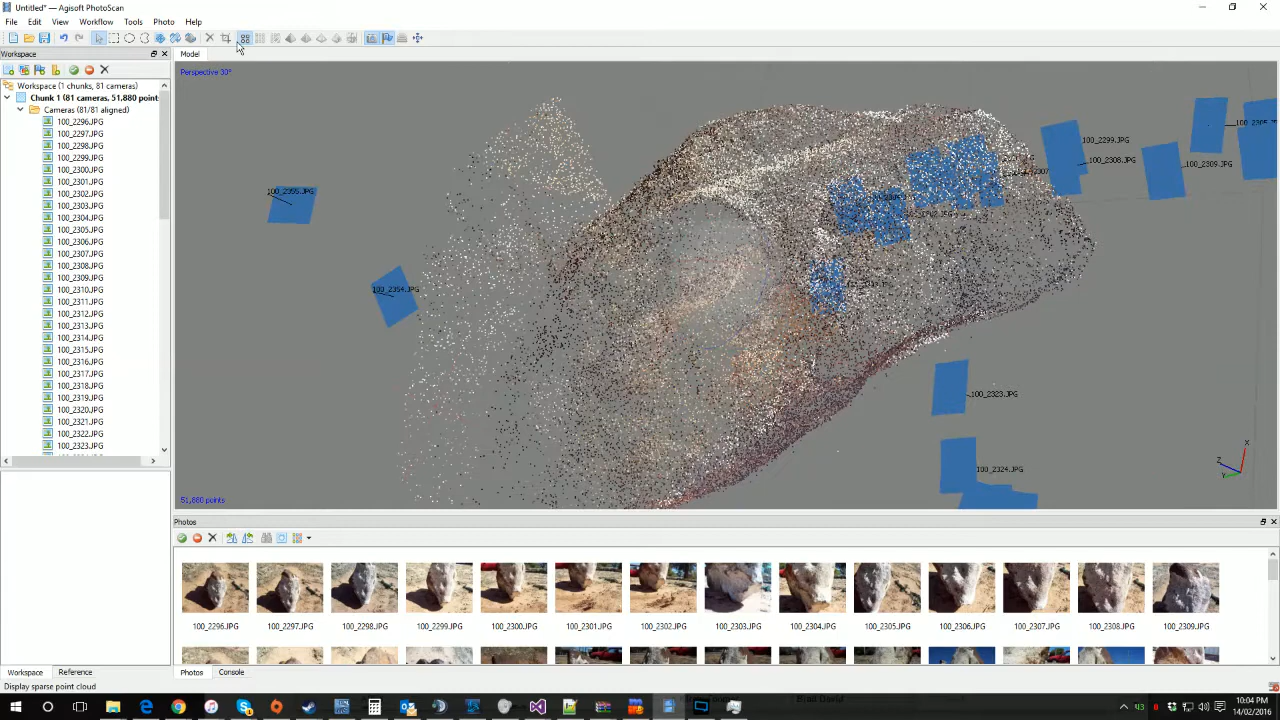 Untitled* — Agisoft PhotoScan
File Edit View Workflow Tools Photo Help
Workspace
Model
Workspace (1 chunks, 81 cameras)
Chunk 1 (81 cameras, 51,880 point
Cameras (81/81 aligned)
100_2296.JPG
100_2297.JPG
100_2298.JPG
100_2299.JPG
100_2300.JPG
100_2301.JPG
100_2302.JPG
100_2303.JPG
100_2304.JPG
100_2305.JPG
100_2306.JPG
100_2307.JPG
100_2308.JPG
100_2309.JPG
100_2310.JPG
100_2311.JPG
100_2312.JPG
100_2313.JPG
100_2314.JPG
100_2315.JPG
100_2316.JPG
100_2317.JPG
100_2318.JPG
100_2319.JPG
100_2320.JPG
100_2321.JPG
100_2322.JPG
100_2323.JPG
Perspective 30°
100_2299.JPG
100_2308.JPG
100_2309.JPG
100_2355.JPG
100_2354.JPG
100_2323.JPG
100_2324.JPG
X
Z
Y
51,880 points
Photos
100_2296.JPG 100_2297.JPG 100_2298.JPG 100_2299.JPG 100_2300.JPG 100_2301.JPG 100_2302.JPG 100_2303.JPG 100_2304.JPG 100_2305.JPG 100_2306.JPG 100_2307.JPG 100_2308.JPG 100_2309.JPG
Workspace Reference
Photos Console
Display sparse point cloud
10:04 PM
14/02/2016